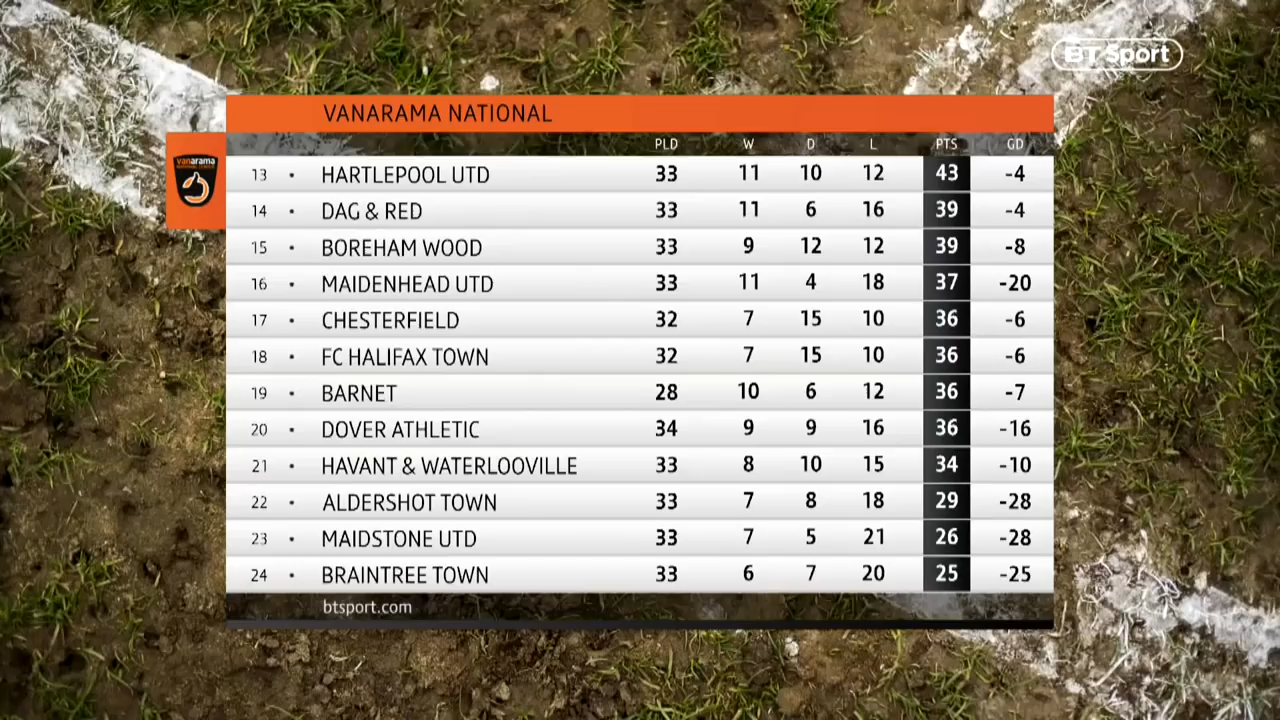 BT Sport
VANARAMA NATIONAL
PLD W D L PTS GD
vanarama
13 • HARTLEPOOL UTD 33 11 10 12 43 -4
14 • DAG & RED 33 11 6 16 39 -4
15 • BOREHAM WOOD 33 9 12 12 39 -8
16 • MAIDENHEAD UTD 33 11 4 18 37 -20
17 • CHESTERFIELD 32 7 15 10 36 -6
18 • FC HALIFAX TOWN 32 7 15 10 36 -6
19 • BARNET 28 10 6 12 36 -7
20 • DOVER ATHLETIC 34 9 9 16 36 -16
21 • HAVANT & WATERLOOVILLE 33 8 10 15 34 -10
22 • ALDERSHOT TOWN 33 7 8 18 29 -28
23 • MAIDSTONE UTD 33 7 5 21 26 -28
24 • BRAINTREE TOWN 33 6 7 20 25 -25
btsport.com